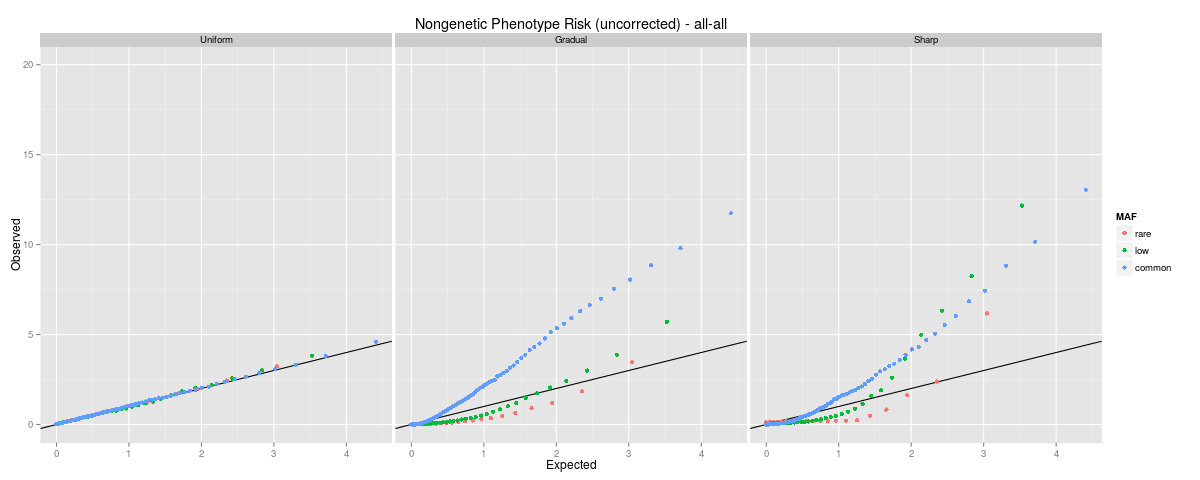 Nongenetic Phenotype Risk (uncorrected) - all-all
Uniform Gradual Sharp
20
15
10
5
0
Observed
0 1 2 3 4 0 1 2 3 4 0 1 2 3 4
Expected
MAF
rare
low
common